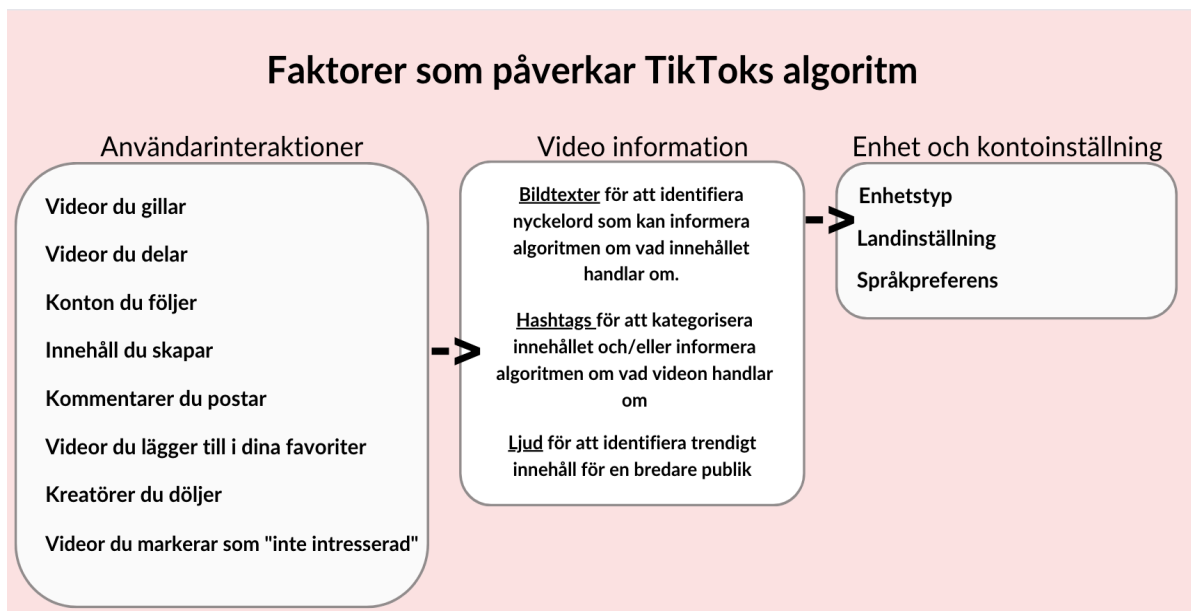 Faktorer som påverkar TikToks algoritm
Användarinteraktioner
Videor du gillar
Videor du delar
Konton du följer
Innehåll du skapar
Kommentarer du postar
Videor du lägger till i dina favoriter
Kreatörer du döljer
Videor du markerar som "inte intresserad"
->
Video information
Bildtexter för att identifiera
nyckelord som kan informera
algoritmen om vad innehållet
handlar om.
Hashtags för att kategorisera
innehållet och/eller informera
algoritmen om vad videon handlar
om
Ljud för att identifiera trendigt
innehåll för en bredare publik
->
Enhet och kontoinställning
Enhetstyp
Landinställning
Språkpreferens